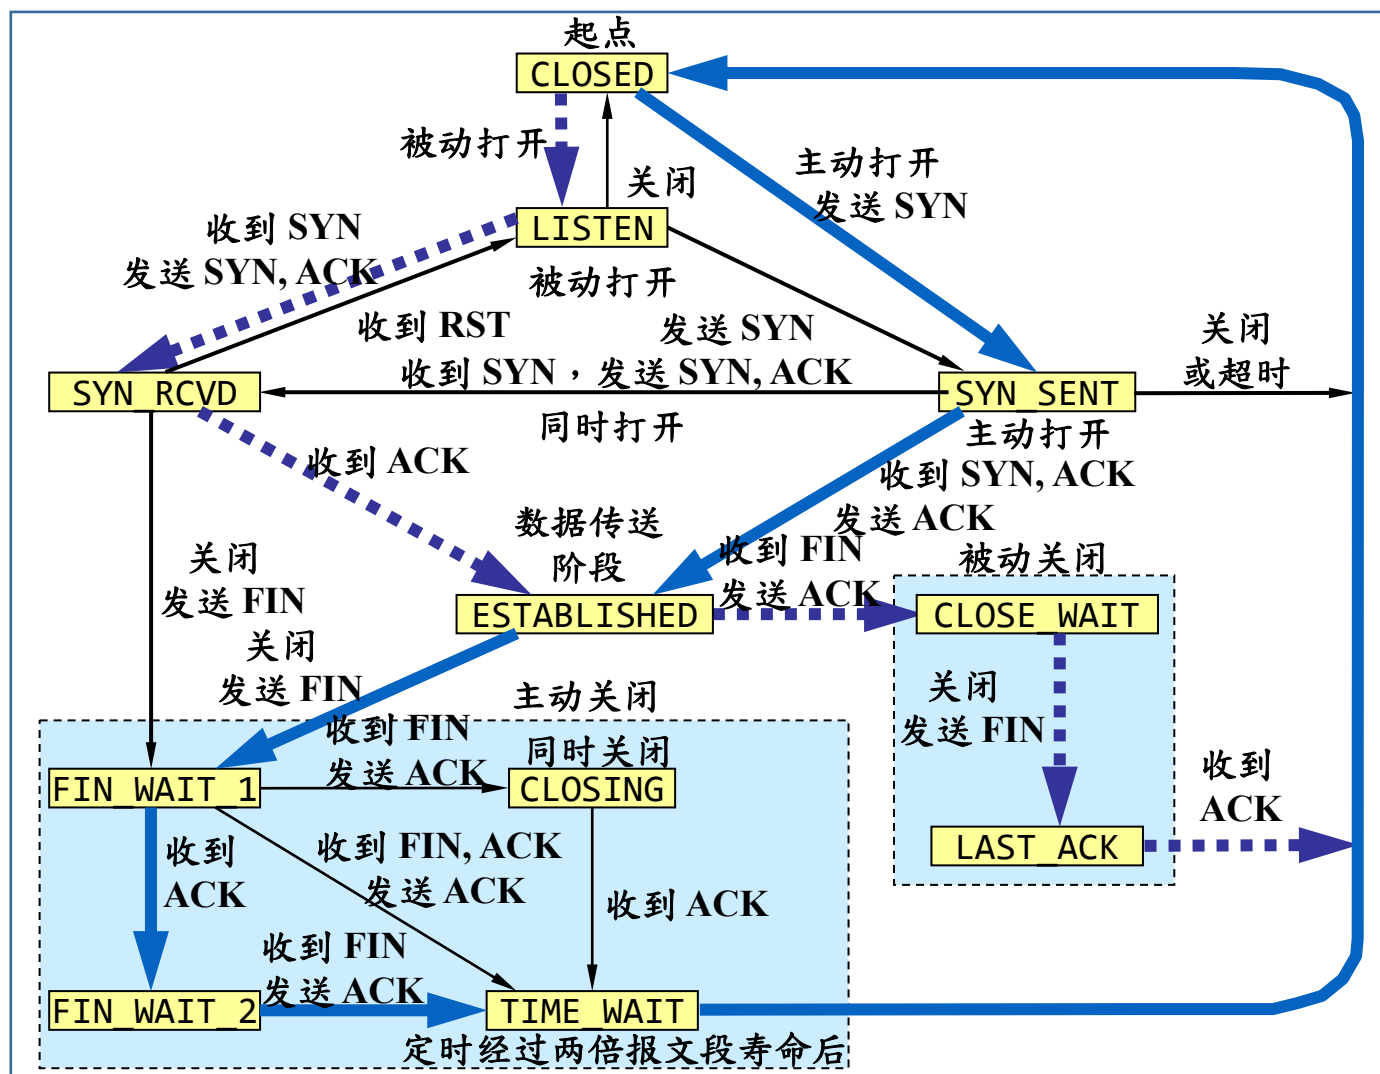 起点
CLOSED
被动打开
主动打开
发送 SYN
关闭
LISTEN
收到 SYN
发送 SYN, ACK
被动打开
收到 RST
发送 SYN
关闭
或超时
收到 SYN，发送 SYN, ACK
SYN_RCVD
SYN_SENT
同时打开
主动打开
收到 ACK
收到 SYN, ACK
发送 ACK
数据传送
阶段
收到 FIN
发送 ACK
被动关闭
关闭
发送 FIN
ESTABLISHED
CLOSE_WAIT
关闭
发送 FIN
关闭
发送 FIN
主动关闭
收到 FIN
发送 ACK
同时关闭
FIN_WAIT_1
CLOSING
收到
ACK
LAST_ACK
收到
ACK
收到 FIN, ACK
发送 ACK
收到 ACK
收到 FIN
发送 ACK
FIN_WAIT_2
TIME_WAIT
定时经过两倍报文段寿命后